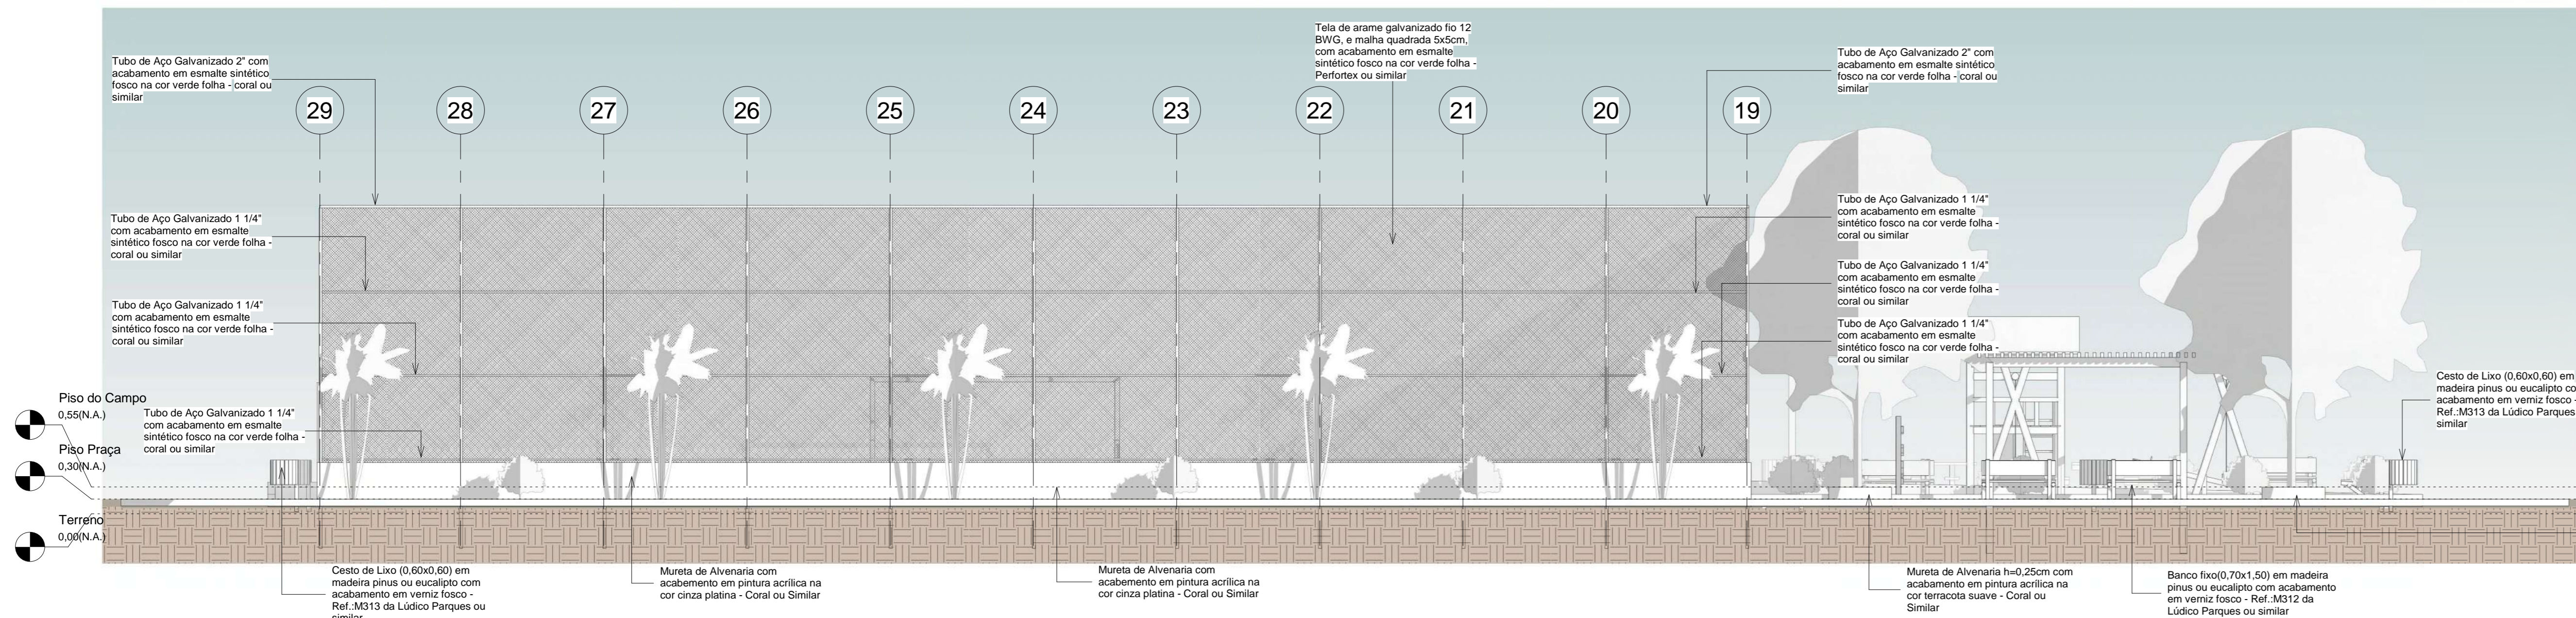 Tubo de Aço Galvanizado 2" com
acabamento em esmalte sintético
fosco na cor verde folha - coral ou
similar
Tela de arame galvanizado fio 12
BWG, e malha quadrada 5x5cm,
com acabamento em esmalte
sintético fosco na cor verde folha -
Perfortex ou similar
Tubo de Aço Galvanizado 2" com
acabamento em esmalte sintético
fosco na cor verde folha - coral ou
similar
29
28
27
26
25
24
23
22
21
20
19
Tubo de Aço Galvanizado 1 1/4"
com acabamento em esmalte
sintético fosco na cor verde folha -
coral ou similar
Tubo de Aço Galvanizado 1 1/4"
com acabamento em esmalte
sintético fosco na cor verde folha -
coral ou similar
Tubo de Aço Galvanizado 1 1/4"
com acabamento em esmalte
sintético fosco na cor verde folha -
coral ou similar
Tubo de Aço Galvanizado 1 1/4"
com acabamento em esmalte
sintético fosco na cor verde folha -
coral ou similar
Tubo de Aço Galvanizado 1 1/4"
com acabamento em esmalte
sintético fosco na cor verde folha -
coral ou similar
Cesto de Lixo (0,60x0,60) em
madeira pinus ou eucalipto co
acabamento em verniz fosco -
Ref.:M313 da Lúdico Parques
similar
Piso do Campo
0,55(N.A.)
Tubo de Aço Galvanizado 1 1/4"
com acabamento em esmalte
sintético fosco na cor verde folha -
coral ou similar
Piso Praça
0,30(N.A.)
Terreno
0,00(N.A.)
Cesto de Lixo (0,60x0,60) em
madeira pinus ou eucalipto com
acabamento em verniz fosco -
Ref.:M313 da Lúdico Parques ou
similar
Mureta de Alvenaria com
acabemento em pintura acrílica na
cor cinza platina - Coral ou Similar
Mureta de Alvenaria com
acabemento em pintura acrílica na
cor cinza platina - Coral ou Similar
Mureta de Alvenaria h=0,25cm com
acabamento em pintura acrílica na
cor terracota suave - Coral ou
Similar
Banco fixo(0,70x1,50) em madeira
pinus ou eucalipto com acabamento
em verniz fosco - Ref.:M312 da
Lúdico Parques ou similar